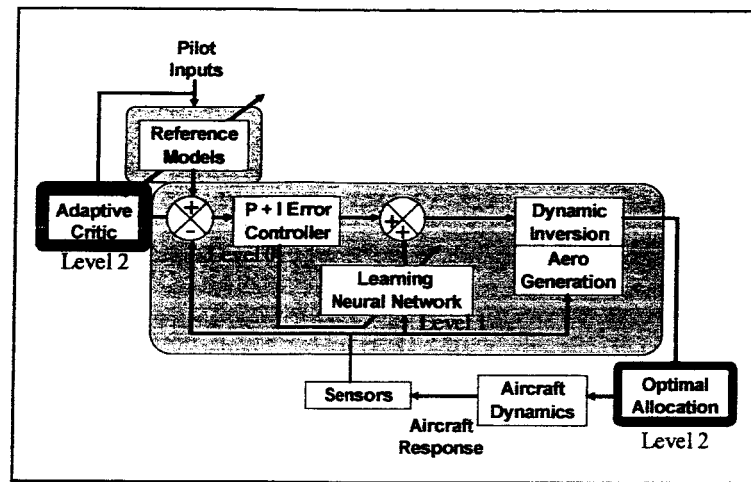 Pilot
Inputs
Reference
Models
Adaptive
Critic
Level 2
+
-
P + I Error
Controller
+
+
Dynamic
Inversion
Aero
Generation
Learning
Neural Network
Level 1
Sensors
Aircraft
Response
Aircraft
Dynamics
Optimal
Allocation
Level 2